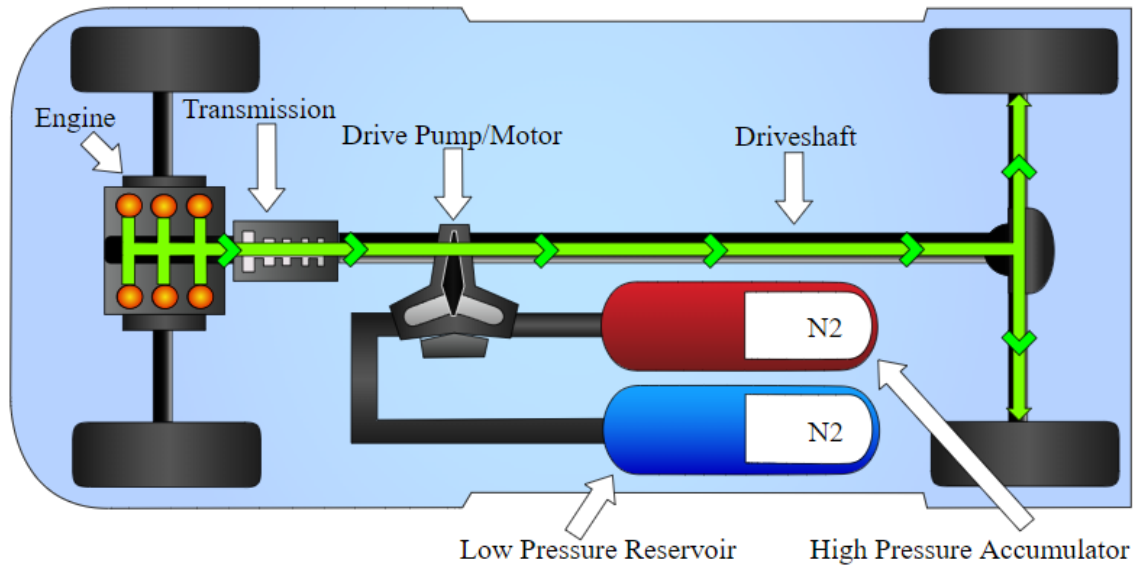 Engine
Transmission
Drive Pump/Motor
Driveshaft
N2
N2
Low Pressure Reservoir
High Pressure Accumulator